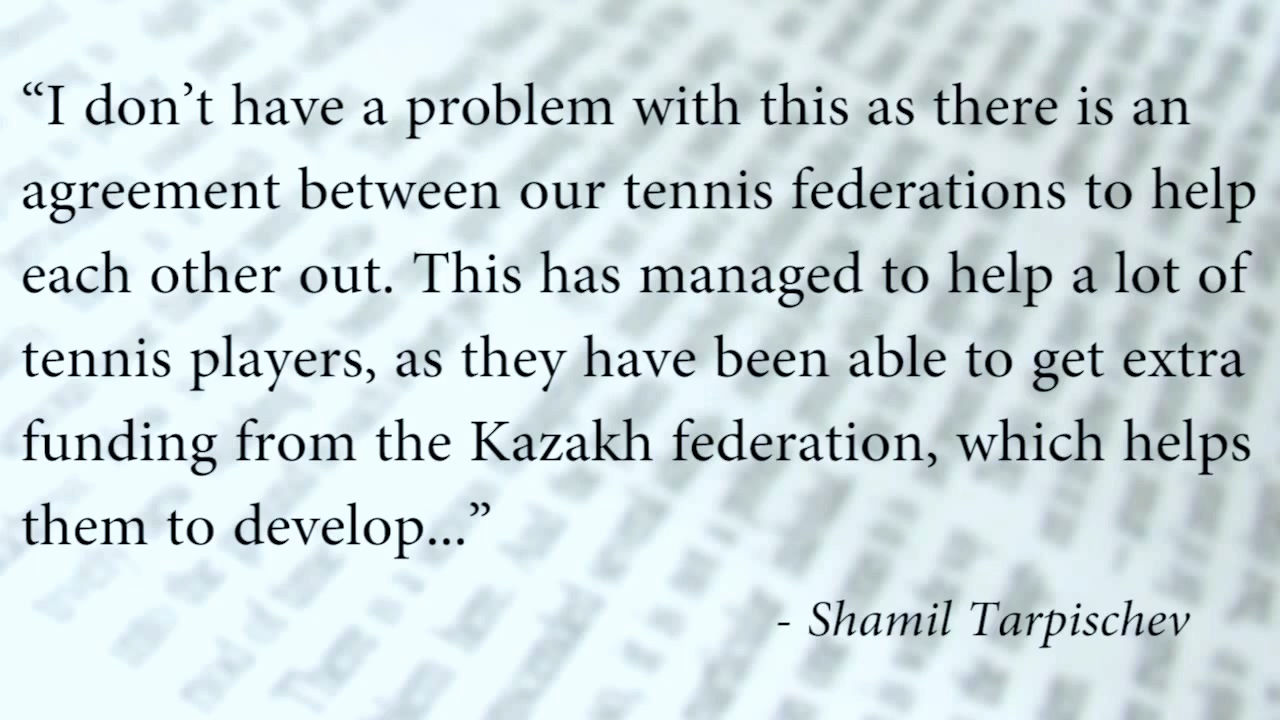 “I don’t have a problem with this as there is an
agreement between our tennis federations to help
each other out. This has managed to help a lot of
tennis players, as they have been able to get extra
funding from the Kazakh federation, which helps
them to develop...”
- Shamil Tarpischev